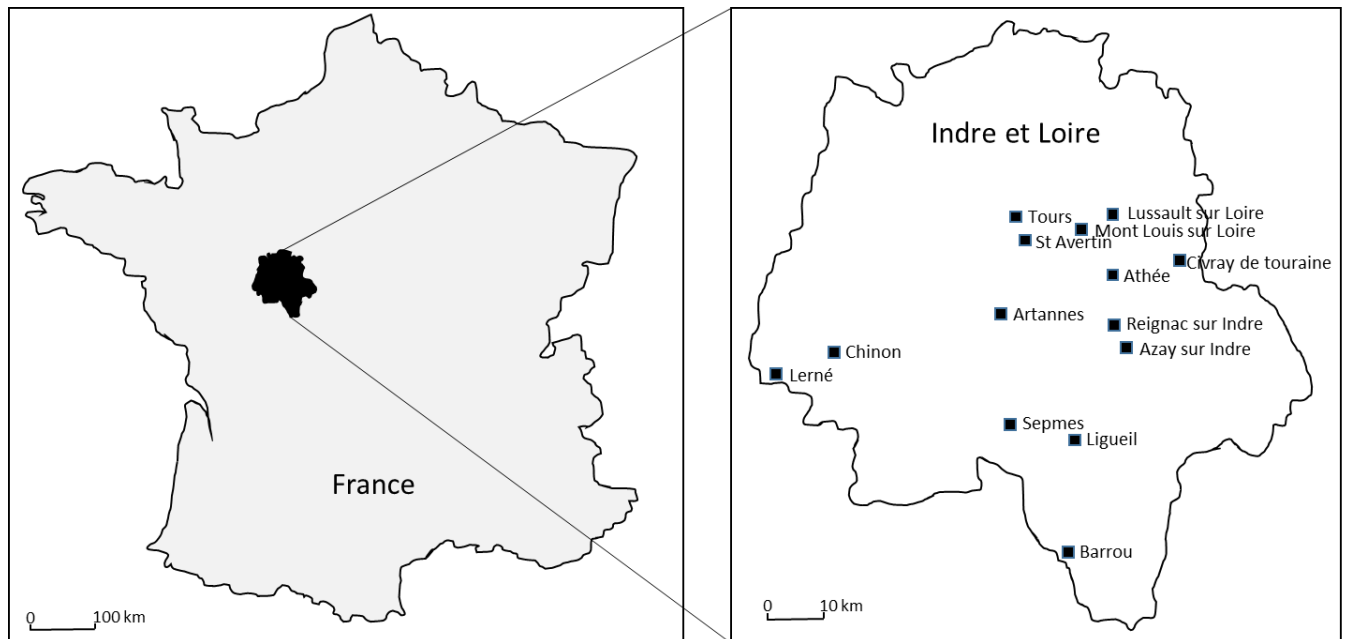 France
0 100 km
Indre et Loire
Tours
Lussault sur Loire
Mont Louis sur Loire
St Avertin
Civray de touraine
Athée
Artannes
Reignac sur Indre
Azay sur Indre
Chinon
Lerné
Sepmes
Ligueil
Barrou
0 10 km